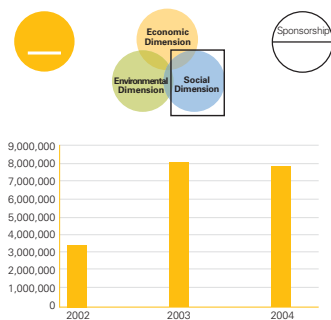 Economic
Dimension
Sponsorship
Environmental
Dimension
Social
Dimension
9,000,000
8,000,000
7,000,000
6,000,000
5,000,000
4,000,000
3,000,000
2,000,000
1,000,000
0
2002
2003
2004